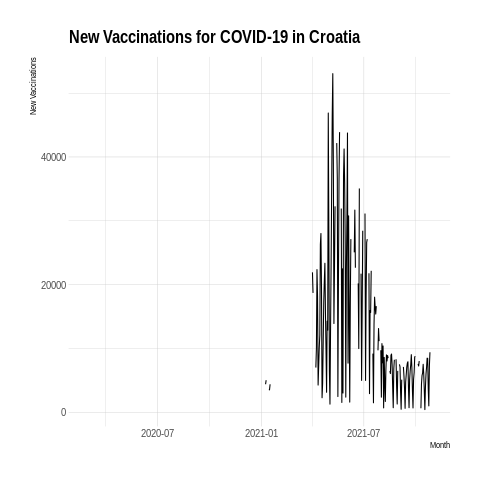 New Vaccinations for COVID-19 in Croatia
New Vaccinations
40000
20000
0
2020-07
2021-01
2021-07
Month